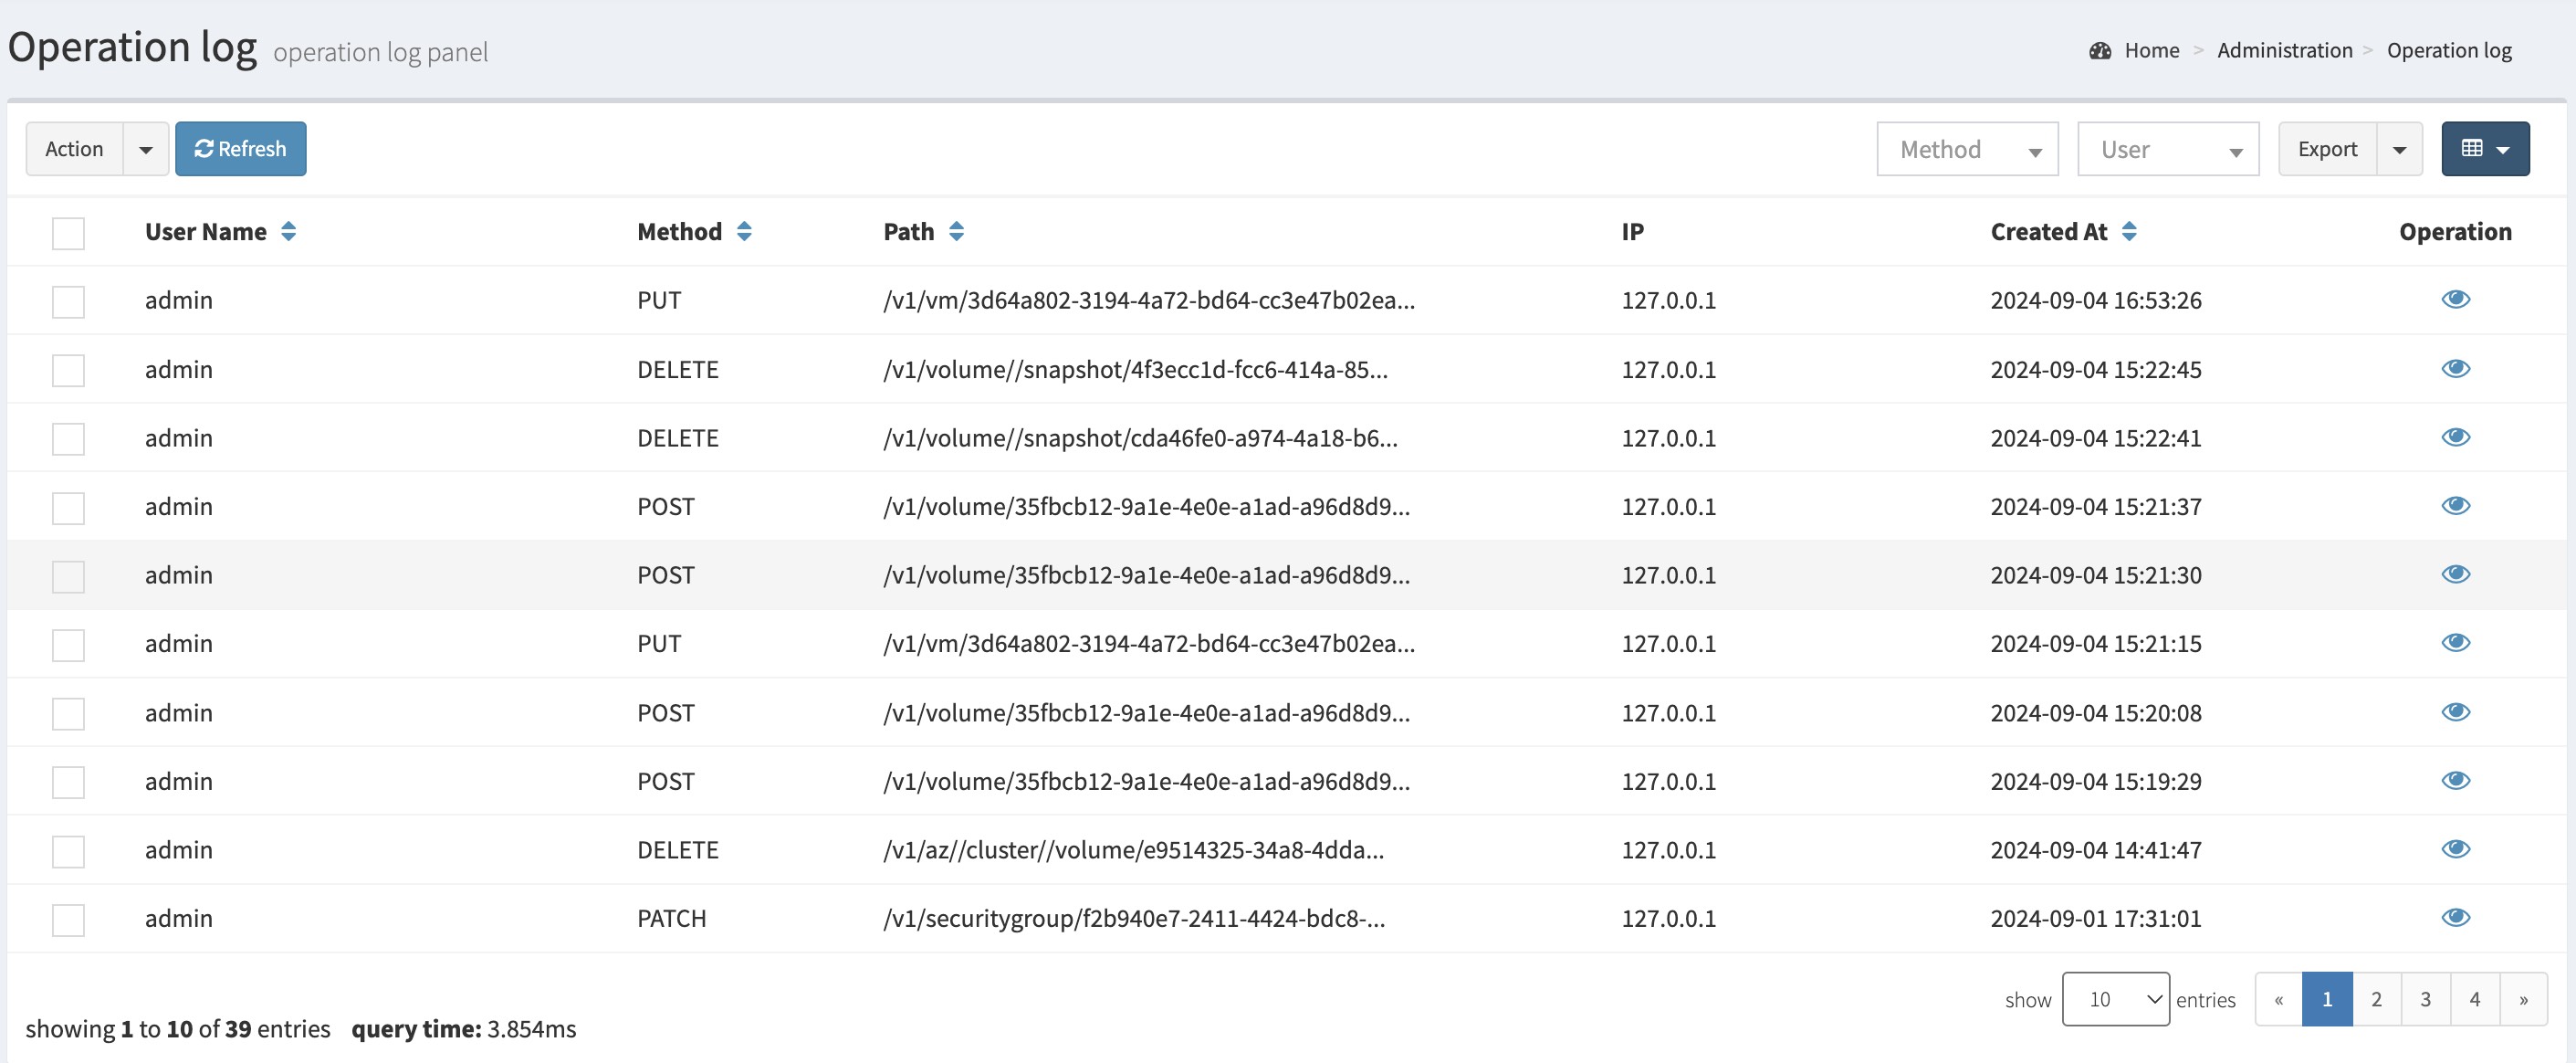 Operation log operation log panel Home > Administration > Operation log
Action Refresh Method User Export
User Name Method Path IP Created At Operation
admin PUT /v1/vm/3d64a802-3194-4a72-bd64-cc3e47b02ea... 127.0.0.1 2024-09-04 16:53:26
admin DELETE /v1/volume//snapshot/4f3ecc1d-fcc6-414a-85... 127.0.0.1 2024-09-04 15:22:45
admin DELETE /v1/volume//snapshot/cda46fe0-a974-4a18-b6... 127.0.0.1 2024-09-04 15:22:41
admin POST /v1/volume/35fbcb12-9a1e-4e0e-a1ad-a96d8d9... 127.0.0.1 2024-09-04 15:21:37
admin POST /v1/volume/35fbcb12-9a1e-4e0e-a1ad-a96d8d9... 127.0.0.1 2024-09-04 15:21:30
admin PUT /v1/vm/3d64a802-3194-4a72-bd64-cc3e47b02ea... 127.0.0.1 2024-09-04 15:21:15
admin POST /v1/volume/35fbcb12-9a1e-4e0e-a1ad-a96d8d9... 127.0.0.1 2024-09-04 15:20:08
admin POST /v1/volume/35fbcb12-9a1e-4e0e-a1ad-a96d8d9... 127.0.0.1 2024-09-04 15:19:29
admin DELETE /v1/az//cluster//volume/e9514325-34a8-4dda... 127.0.0.1 2024-09-04 14:41:47
admin PATCH /v1/securitygroup/f2b940e7-2411-4424-bdc8-... 127.0.0.1 2024-09-01 17:31:01
show 10 entries « 1 2 3 4 »
showing 1 to 10 of 39 entries query time: 3.854ms